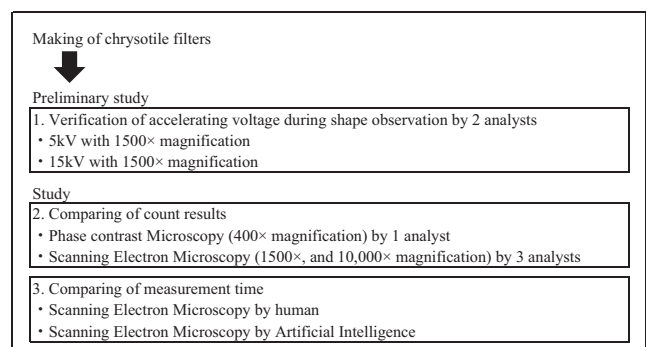 Making of chrysotile filters
Preliminary study
1. Verification of accelerating voltage during shape observation by 2 analysts
・5kV with 1500× magnification
・15kV with 1500× magnification
Study
2. Comparing of count results
・Phase contrast Microscopy (400× magnification) by 1 analyst
・Scanning Electron Microscopy (1500×, and 10,000× magnification) by 3 analysts
3. Comparing of measurement time
・Scanning Electron Microscopy by human
・Scanning Electron Microscopy by Artificial Intelligence